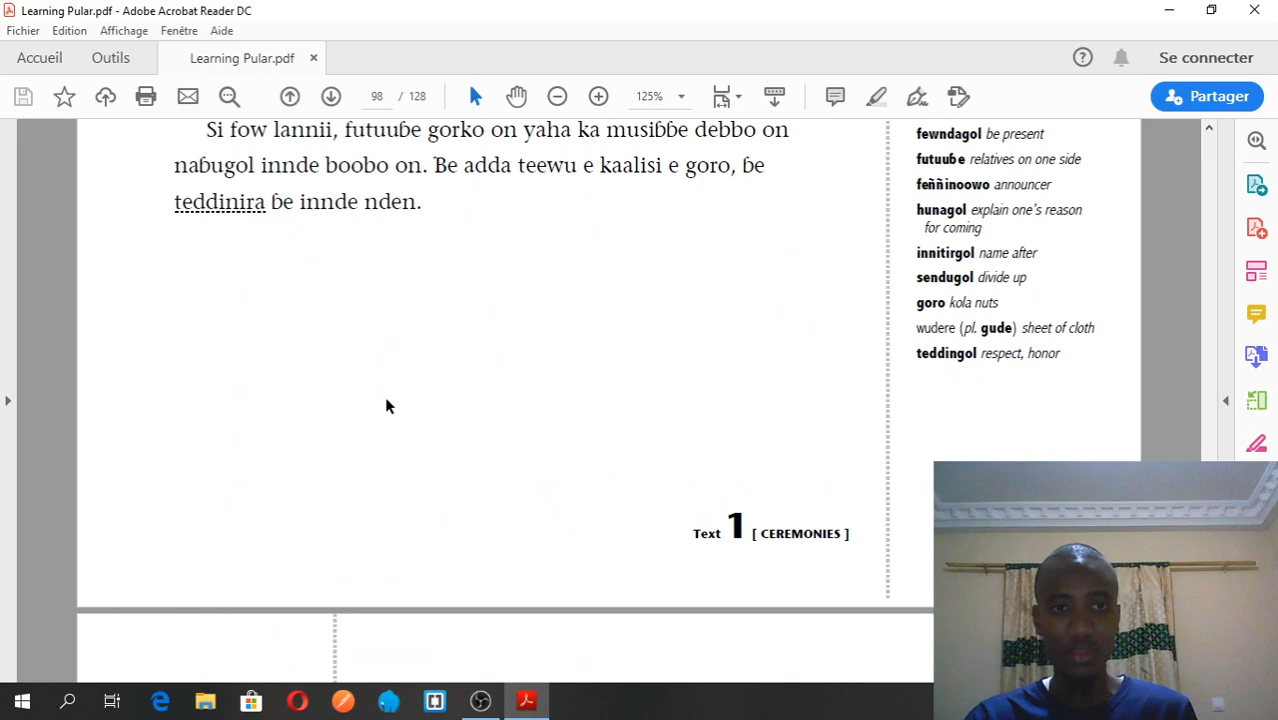 Learning Pular.pdf - Adobe Acrobat Reader DC
Fichier Edition Affichage Fenêtre Aide
Accueil Outils Learning Pular.pdf × Se connecter
98 / 128 125% Partager
Si fow lannii, futuuɓe gorko on yaha ka musiɓɓe debbo on
naɓugol innde boobo on. Ɓe adda teewu e kaalisi e goro, ɓe
teddinira ɓe innde nden.
fewndagol be present
futuuɓe relatives on one side
feññinoowo announcer
hunagol explain one's reason
for coming
innitirgol name after
sendugol divide up
goro kola nuts
wudere (pl. gude) sheet of cloth
teddingol respect, honor
Text 1 [ CEREMONIES ]